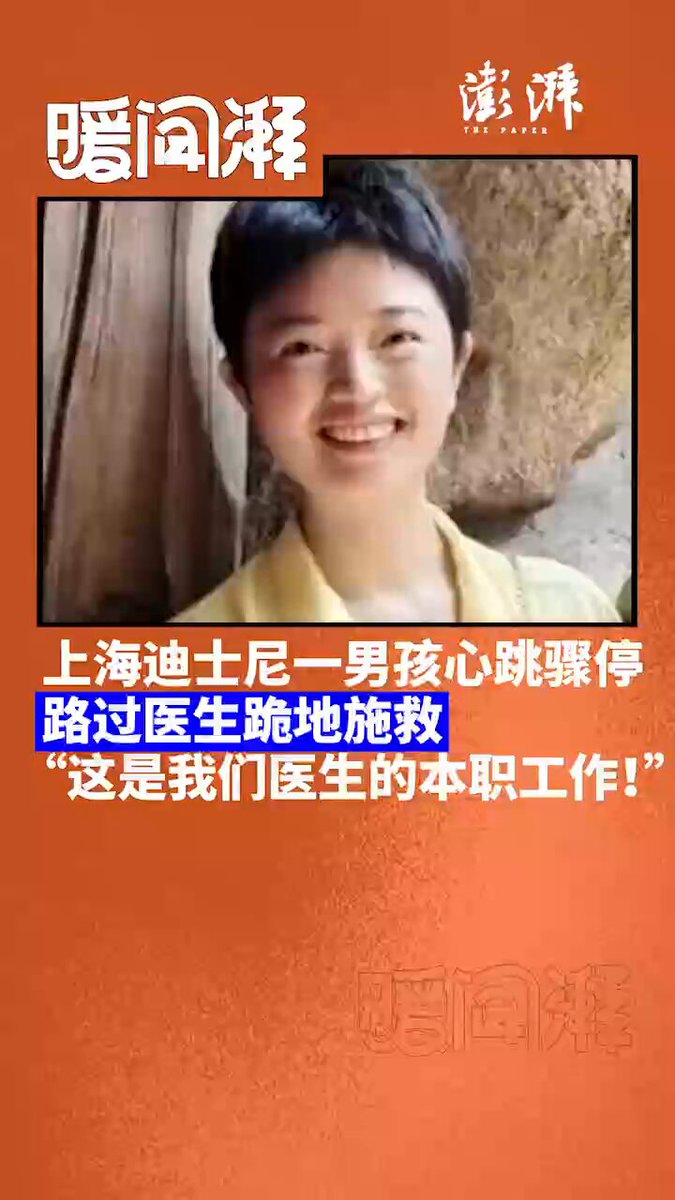 暖闻湃
澎湃
THE PAPER
上海迪士尼一男孩心跳骤停
路过医生跪地施救
“这是我们医生的本职工作!”
暖闻湃